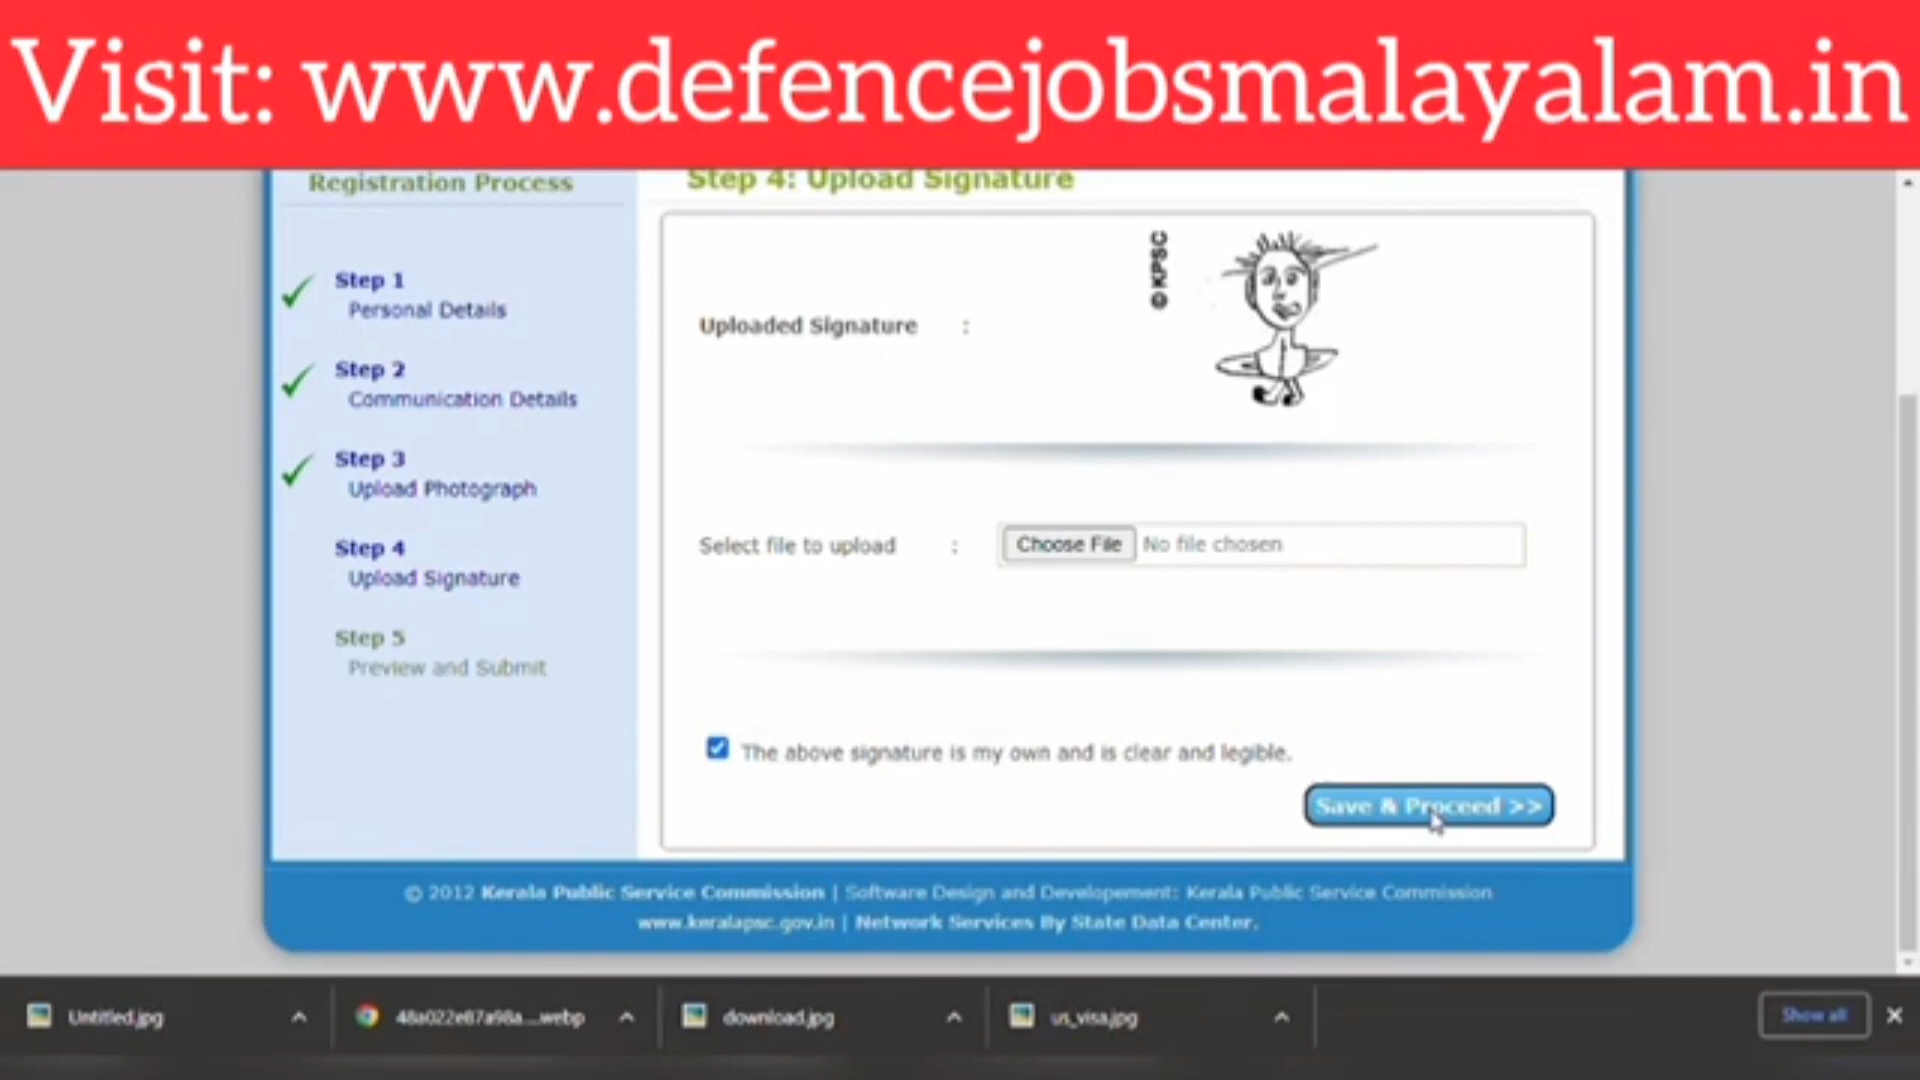 Visit: www.defencejobsmalayalam.in
Registration Process
Step 1
Personal Details
Step 2
Communication Details
Step 3
Upload Photograph
Step 4
Upload Signature
Step 5
Preview and Submit
Step 4: Upload Signature
© KPSC
Uploaded Signature :
Select file to upload : Choose File No file chosen
The above signature is my own and is clear and legible.
Save & Proceed >>
© 2012 Kerala Public Service Commission | Software Design and Developement: Kerala Public Service Commission
www.keralapsc.gov.in | Network Services By State Data Center.
Untitled.jpg
48a022e87a98a....webp
download.jpg
us_visa.jpg
Show all